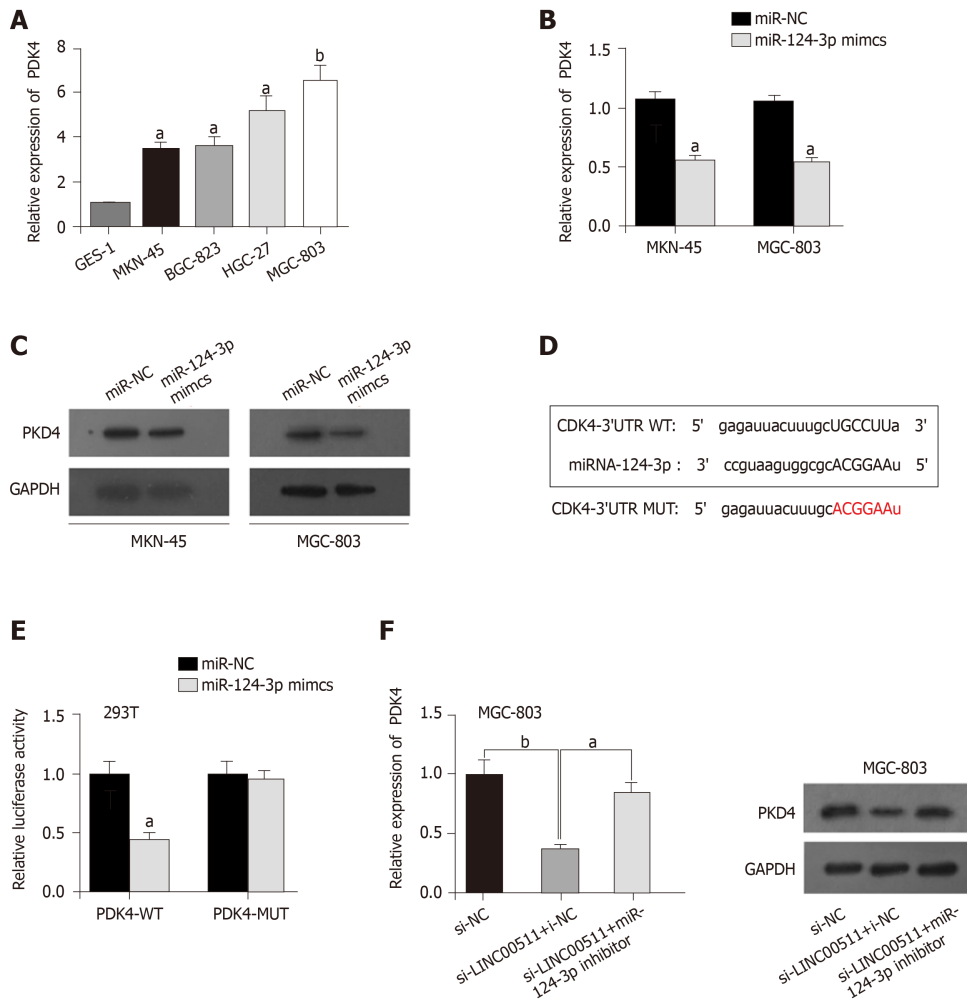 A
Relative expression of PDK4
8
6
4
2
0
a
a
a
b
GES-1
MKN-45
BGC-823
HGC-27
MGC-803
B
miR-NC
miR-124-3p mimcs
Relative expression of PDK4
1.5
1.0
0.5
0.0
a
a
MKN-45
MGC-803
C
miR-NC
miR-124-3p
mimcs
miR-NC
miR-124-3p
mimcs
PKD4
GAPDH
MKN-45
MGC-803
D
CDK4-3'UTR WT: 5' gagauuacuuugcUGCCUUa 3'
miRNA-124-3p : 3' ccguaaguggcgcACGGAAu 5'
CDK4-3'UTR MUT: 5' gagauuacuuugcACGGAAu
E
miR-NC
miR-124-3p mimcs
Relative luciferase activity
293T
1.5
1.0
0.5
0.0
a
PDK4-WT
PDK4-MUT
F
Relative expression of PDK4
MGC-803
1.5
1.0
0.5
0.0
b
a
si-NC
si-LINC00511+i-NC
si-LINC00511+miR-
124-3p inhibitor
MGC-803
PKD4
GAPDH
si-NC
si-LINC00511+i-NC
si-LINC00511+miR-
124-3p inhibitor